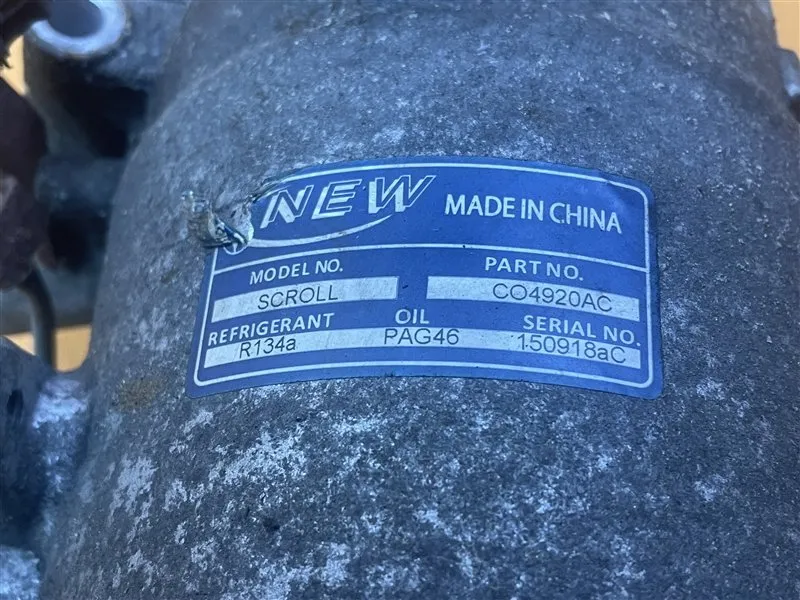 NEW MADE IN CHINA
MODEL NO. PART NO.
SCROLL CO4920AC
REFRIGERANT OIL SERIAL NO.
R134a PAG46 150918aC